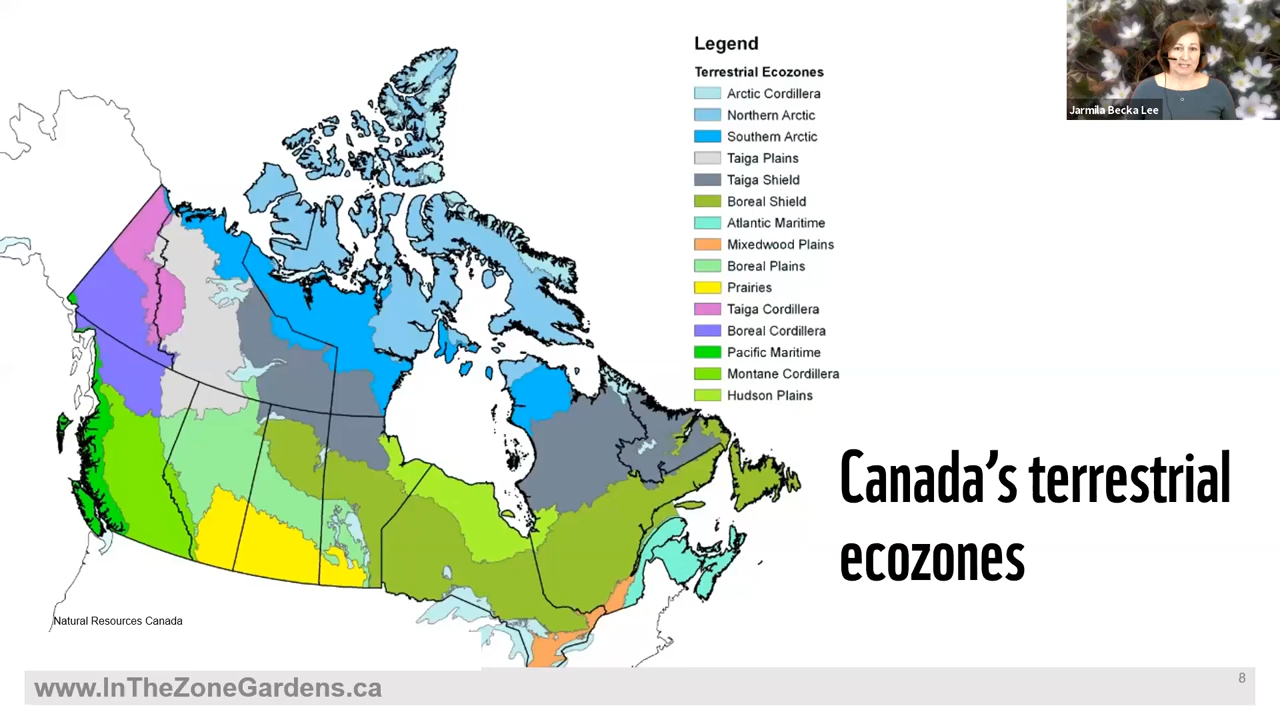 Legend
Terrestrial Ecozones
Arctic Cordillera
Northern Arctic
Southern Arctic
Taiga Plains
Taiga Shield
Boreal Shield
Atlantic Maritime
Mixedwood Plains
Boreal Plains
Prairies
Taiga Cordillera
Boreal Cordillera
Pacific Maritime
Montane Cordillera
Hudson Plains
Jarmila Becka Lee
Canada's terrestrial
ecozones
Natural Resources Canada
www.InTheZoneGardens.ca
8